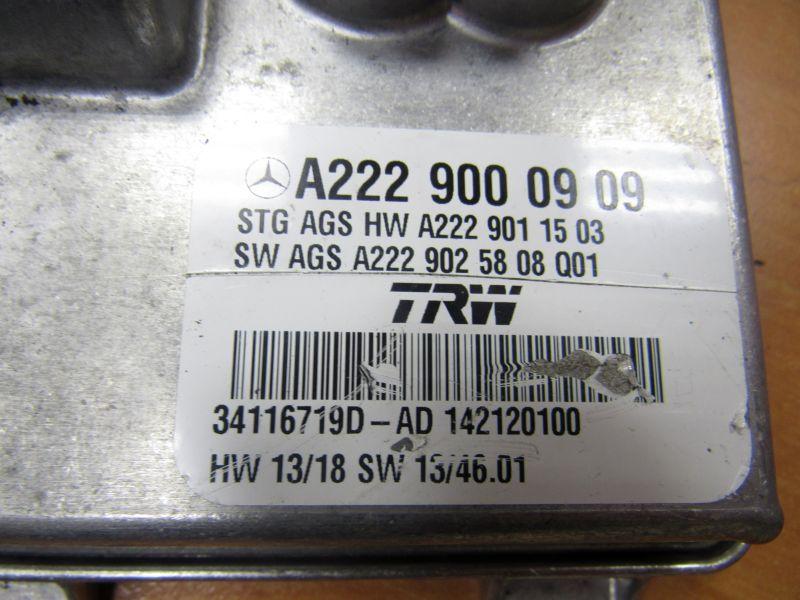 A222 900 09 09
STG AGS HW A222 901 15 03
SW AGS A222 902 58 08 Q01
TRW
34116719D-AD 142120100
HW 13/18 SW 13/46.01